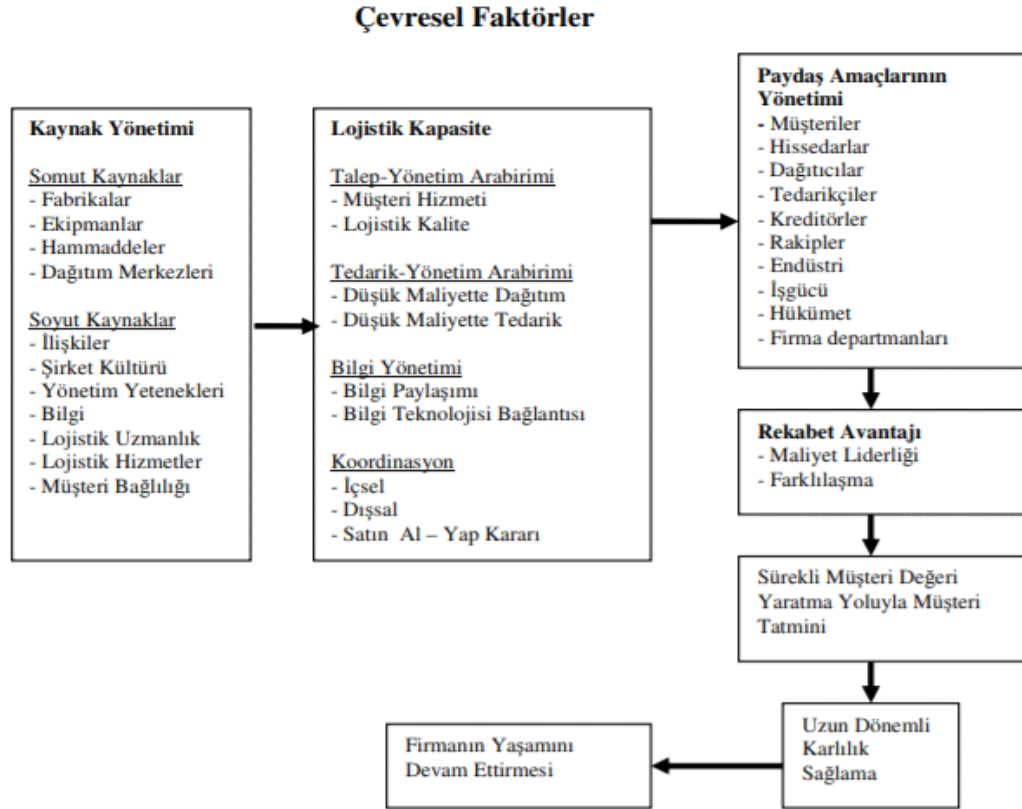 Çevresel Faktörler
Kaynak Yönetimi
Somut Kaynaklar
- Fabrikalar
- Ekipmanlar
- Hammaddeler
- Dağıtım Merkezleri
Soyut Kaynaklar
- İlişkiler
- Şirket Kültürü
- Yönetim Yetenekleri
- Bilgi
- Lojistik Uzmanlık
- Lojistik Hizmetler
- Müşteri Bağlılığı
Lojistik Kapasite
Talep-Yönetim Arabirimi
- Müşteri Hizmeti
- Lojistik Kalite
Tedarik-Yönetim Arabirimi
- Düşük Maliyette Dağıtım
- Düşük Maliyette Tedarik
Bilgi Yönetimi
- Bilgi Paylaşımı
- Bilgi Teknolojisi Bağlantısı
Koordinasyon
- İçsel
- Dışsal
- Satın Al – Yap Kararı
Paydaş Amaçlarının
Yönetimi
- Müşteriler
- Hissedarlar
- Dağıtıcılar
- Tedarikçiler
- Kreditörler
- Rakipler
- Endüstri
- İşgücü
- Hükümet
- Firma departmanları
Rekabet Avantajı
- Maliyet Liderliği
- Farklılaşma
Sürekli Müşteri Değeri
Yaratma Yoluyla Müşteri
Tatmini
Uzun Dönemli
Karlılık
Sağlama
Firmanın Yaşamını
Devam Ettirmesi